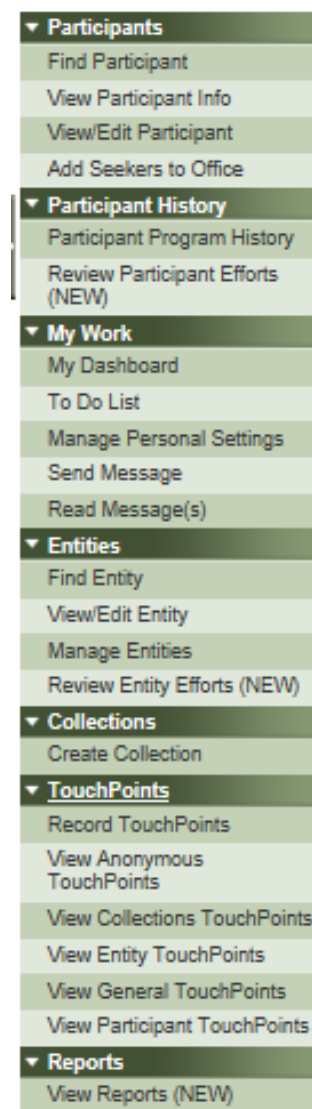 Participants
Find Participant
View Participant Info
View/Edit Participant
Add Seekers to Office
Participant History
Participant Program History
Review Participant Efforts
(NEW)
My Work
My Dashboard
To Do List
Manage Personal Settings
Send Message
Read Message(s)
Entities
Find Entity
View/Edit Entity
Manage Entities
Review Entity Efforts (NEW)
Collections
Create Collection
TouchPoints
Record TouchPoints
View Anonymous
TouchPoints
View Collections TouchPoints
View Entity TouchPoints
View General TouchPoints
View Participant TouchPoints
Reports
View Reports (NEW)